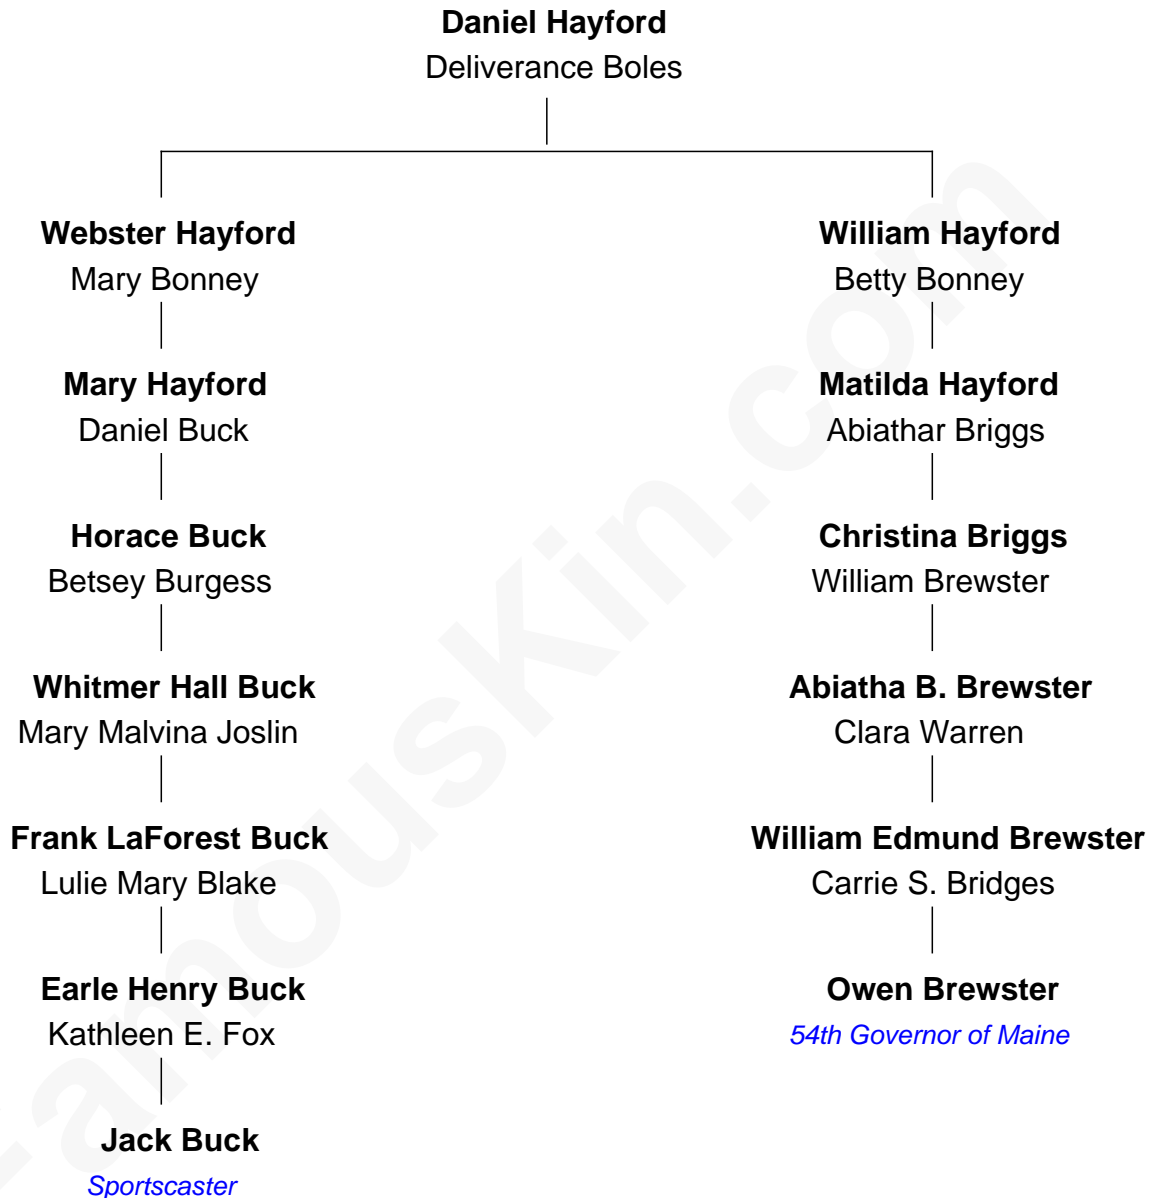 Daniel Hayford
Deliverance Boles
Webster Hayford
Mary Bonney
William Hayford
Betty Bonney
Mary Hayford
Daniel Buck
Matilda Hayford
Abiathar Briggs
Horace Buck
Betsey Burgess
Christina Briggs
William Brewster
Whitmer Hall Buck
Mary Malvina Joslin
Abiatha B. Brewster
Clara Warren
Frank LaForest Buck
Lulie Mary Blake
William Edmund Brewster
Carrie S. Bridges
Earle Henry Buck
Kathleen E. Fox
Owen Brewster
54th Governor of Maine
Jack Buck
Sportscaster
FamousKin.com